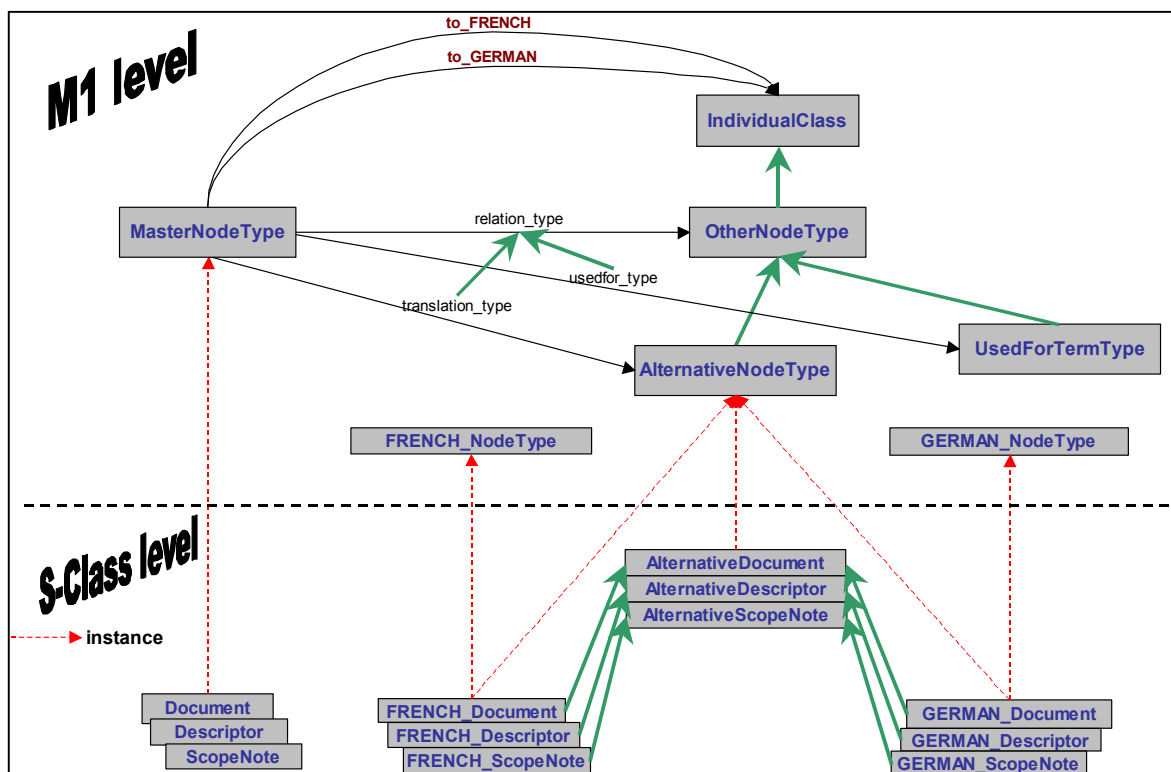 to_FRENCH
to_GERMAN
M1 level
IndividualClass
MasterNodeType
relation_type
OtherNodeType
usedfor_type
translation_type
UsedForTermType
AlternativeNodeType
FRENCH_NodeType
GERMAN_NodeType
S-Class level
AlternativeDocument
AlternativeDescriptor
AlternativeScopeNote
instance
Document
Descriptor
ScopeNote
FRENCH_Document
FRENCH_Descriptor
FRENCH_ScopeNote
GERMAN_Document
GERMAN_Descriptor
GERMAN_ScopeNote